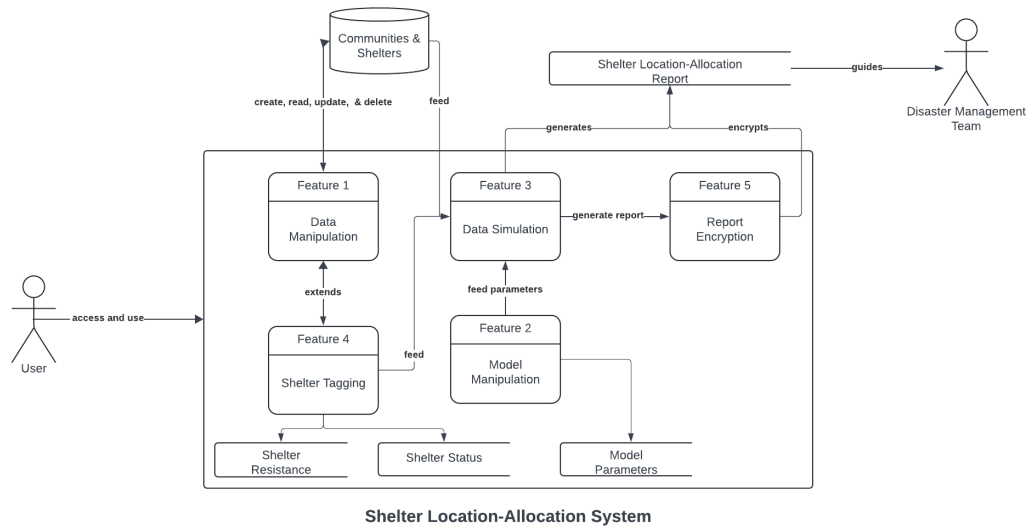 Communities &
Shelters
Shelter Location-Allocation
Report
guides
Disaster Management
Team
create, read, update,  & delete
feed
generates
encrypts
Feature 1
Data
Manipulation
Feature 3
Data Simulation
generate report
Feature 5
Report
Encryption
extends
feed parameters
access and use
User
Feature 4
Shelter Tagging
feed
Feature 2
Model
Manipulation
Shelter
Resistance
Shelter Status
Model
Parameters
Shelter Location-Allocation System